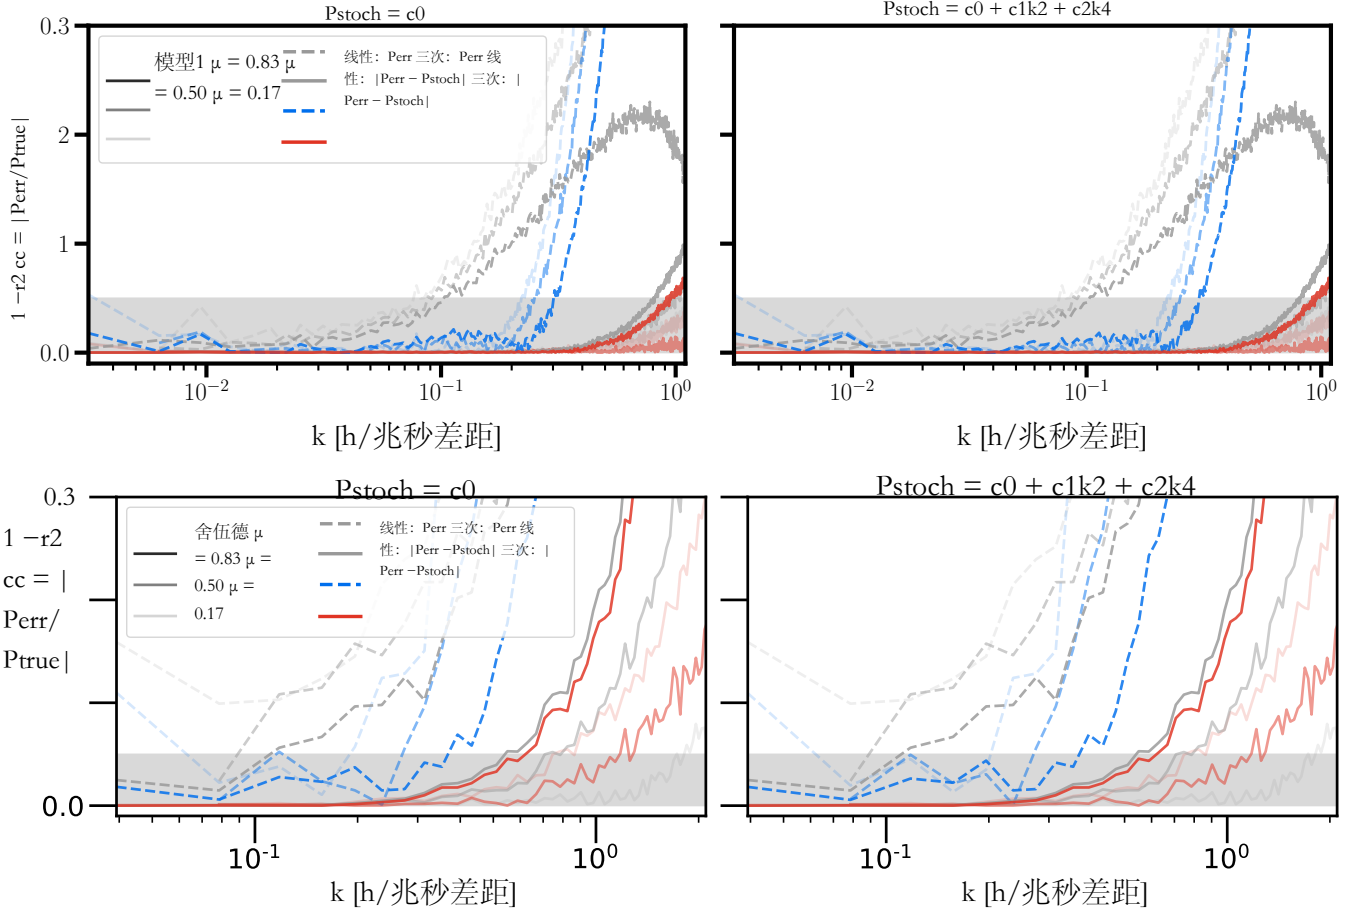 Pstoch = c0
Pstoch = c0 + c1k2 + c2k4
0.3
2
1
0.0
1 −r2 cc = |Perr/Ptrue|
模型1 μ = 0.83 μ
= 0.50 μ = 0.17
线性：Perr 三次：Perr 线
性：|Perr − Pstoch| 三次：|
Perr − Pstoch|
10−2
10−1
100
10−2
10−1
100
k [h/兆秒差距]
k [h/兆秒差距]
Pstoch = c0
Pstoch = c0 + c1k2 + c2k4
0.3
0.0
1 −r2
cc = |
Perr/
Ptrue|
舍伍德 μ
= 0.83 μ =
0.50 μ =
0.17
线性：Perr 三次：Perr 线
性：|Perr −Pstoch| 三次：|
Perr −Pstoch|
10-1
100
10-1
100
k [h/兆秒差距]
k [h/兆秒差距]